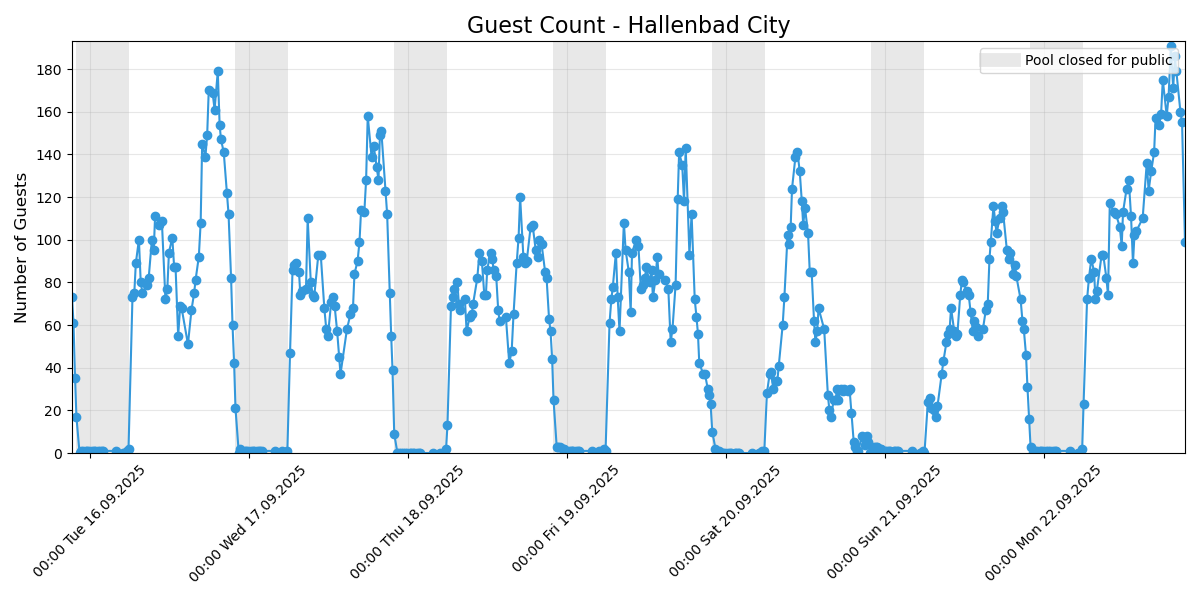 Guest Count - Hallenbad City
Pool closed for public
Number of Guests
180
160
140
120
100
80
60
40
20
0
00:00 Tue 16.09.2025
00:00 Wed 17.09.2025
00:00 Thu 18.09.2025
00:00 Fri 19.09.2025
00:00 Sat 20.09.2025
00:00 Sun 21.09.2025
00:00 Mon 22.09.2025